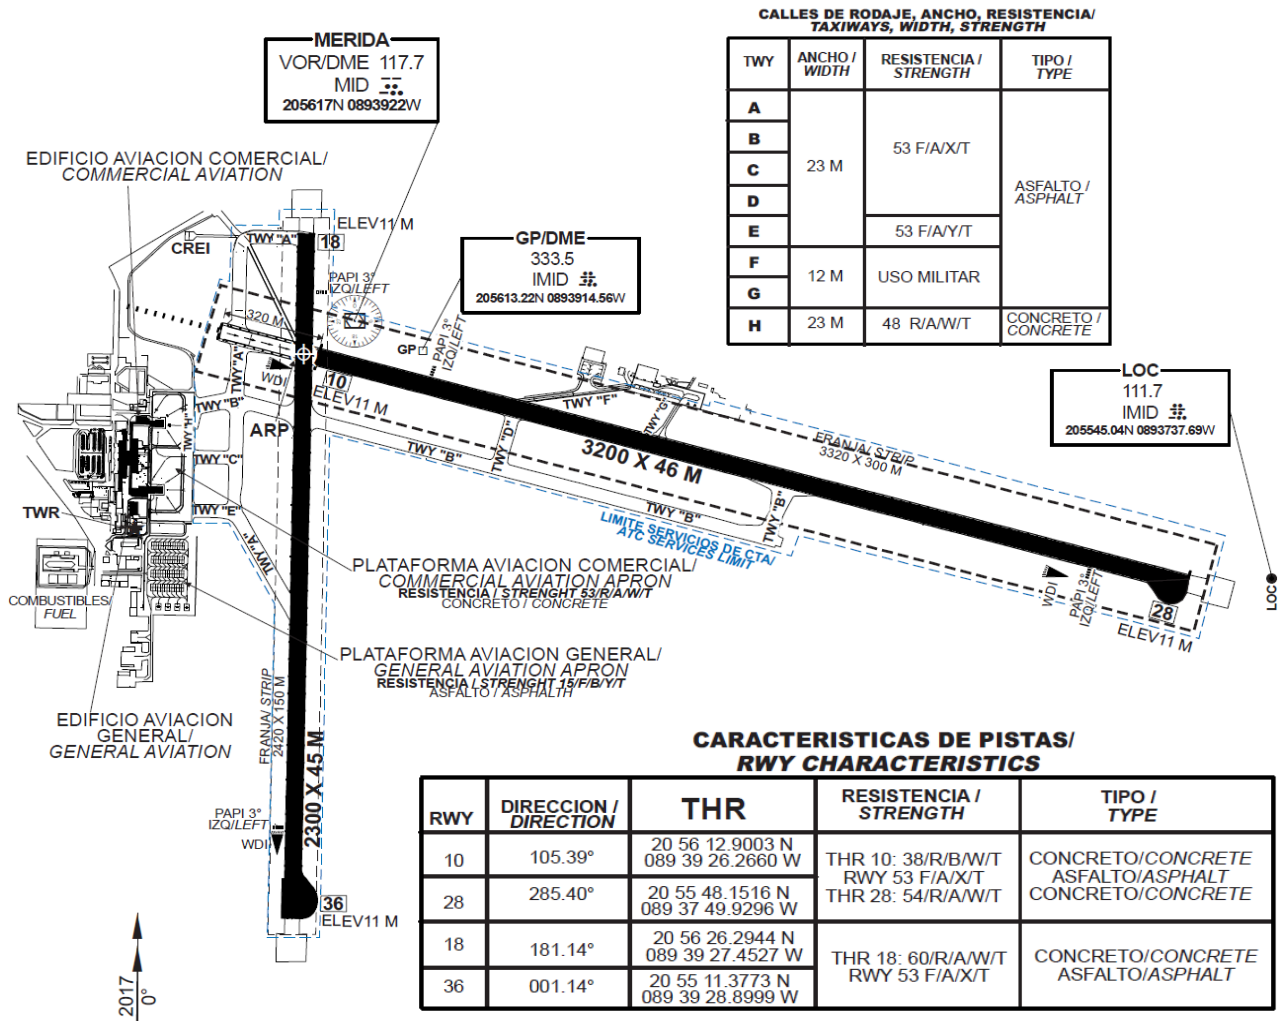 CALLES DE RODAJE, ANCHO, RESISTENCIA/
TAXIWAYS, WIDTH, STRENGTH
TWY
ANCHO /
WIDTH
RESISTENCIA /
STRENGTH
TIPO /
TYPE
A
B
C
D
E
F
G
H
23 M
12 M
23 M
53 F/A/X/T
53 F/A/Y/T
USO MILITAR
48 R/A/W/T
ASFALTO /
ASPHALT
CONCRETO /
CONCRETE
MERIDA
VOR/DME 117.7
MID
205617N 0893922W
EDIFICIO AVIACION COMERCIAL/
COMMERCIAL AVIATION
CREI
TWY "A"
18
ELEV11 M
PAPI 3°
IZQ/LEFT
GP/DME
333.5
IMID
205613.22N 0893914.56W
320 M
GP
PAPI 3°
IZQ/LEFT
LOC
111.7
IMID
205545.04N 0893737.69W
TWY "A"
WDI
10
ELEV11 M
TWY "B"
TWY "H"
ARP
TWY "F"
TWY "G"
TWY "D"
TWY "B"
3200 X 46 M
FRANJA/ STRIP
3320 X 300 M
TWY "C"
TWY "E"
TWY "B"
TWY "B"
TWY "A"
TWR
LIMITE SERVICIOS DE CTA/
ATC SERVICES LIMIT
COMBUSTIBLES/
FUEL
PLATAFORMA AVIACION COMERCIAL/
COMMERCIAL AVIATION APRON
RESISTENCIA / STRENGHT 53/R/A/W/T
CONCRETO / CONCRETE
WDI
PAPI 3°
IZQ/LEFT
28
ELEV11 M
LOC
PLATAFORMA AVIACION GENERAL/
GENERAL AVIATION APRON
RESISTENCIA / STRENGHT 15/F/B/Y/T
ASFALTO / ASPHALTH
EDIFICIO AVIACION
GENERAL/
GENERAL AVIATION
FRANJA/ STRIP
2420 X 150 M
2300 X 45 M
PAPI 3°
IZQ/LEFT
WDI
36
ELEV11 M
2017
0°
CARACTERISTICAS DE PISTAS/
RWY CHARACTERISTICS
RWY
DIRECCION /
DIRECTION
THR
RESISTENCIA /
STRENGTH
TIPO /
TYPE
10
105.39°
20 56 12.9003 N
089 39 26.2660 W
28
285.40°
20 55 48.1516 N
089 37 49.9296 W
THR 10: 38/R/B/W/T
RWY 53 F/A/X/T
THR 28: 54/R/A/W/T
CONCRETO/CONCRETE
ASFALTO/ASPHALT
CONCRETO/CONCRETE
18
181.14°
20 56 26.2944 N
089 39 27.4527 W
36
001.14°
20 55 11.3773 N
089 39 28.8999 W
THR 18: 60/R/A/W/T
RWY 53 F/A/X/T
CONCRETO/CONCRETE
ASFALTO/ASPHALT